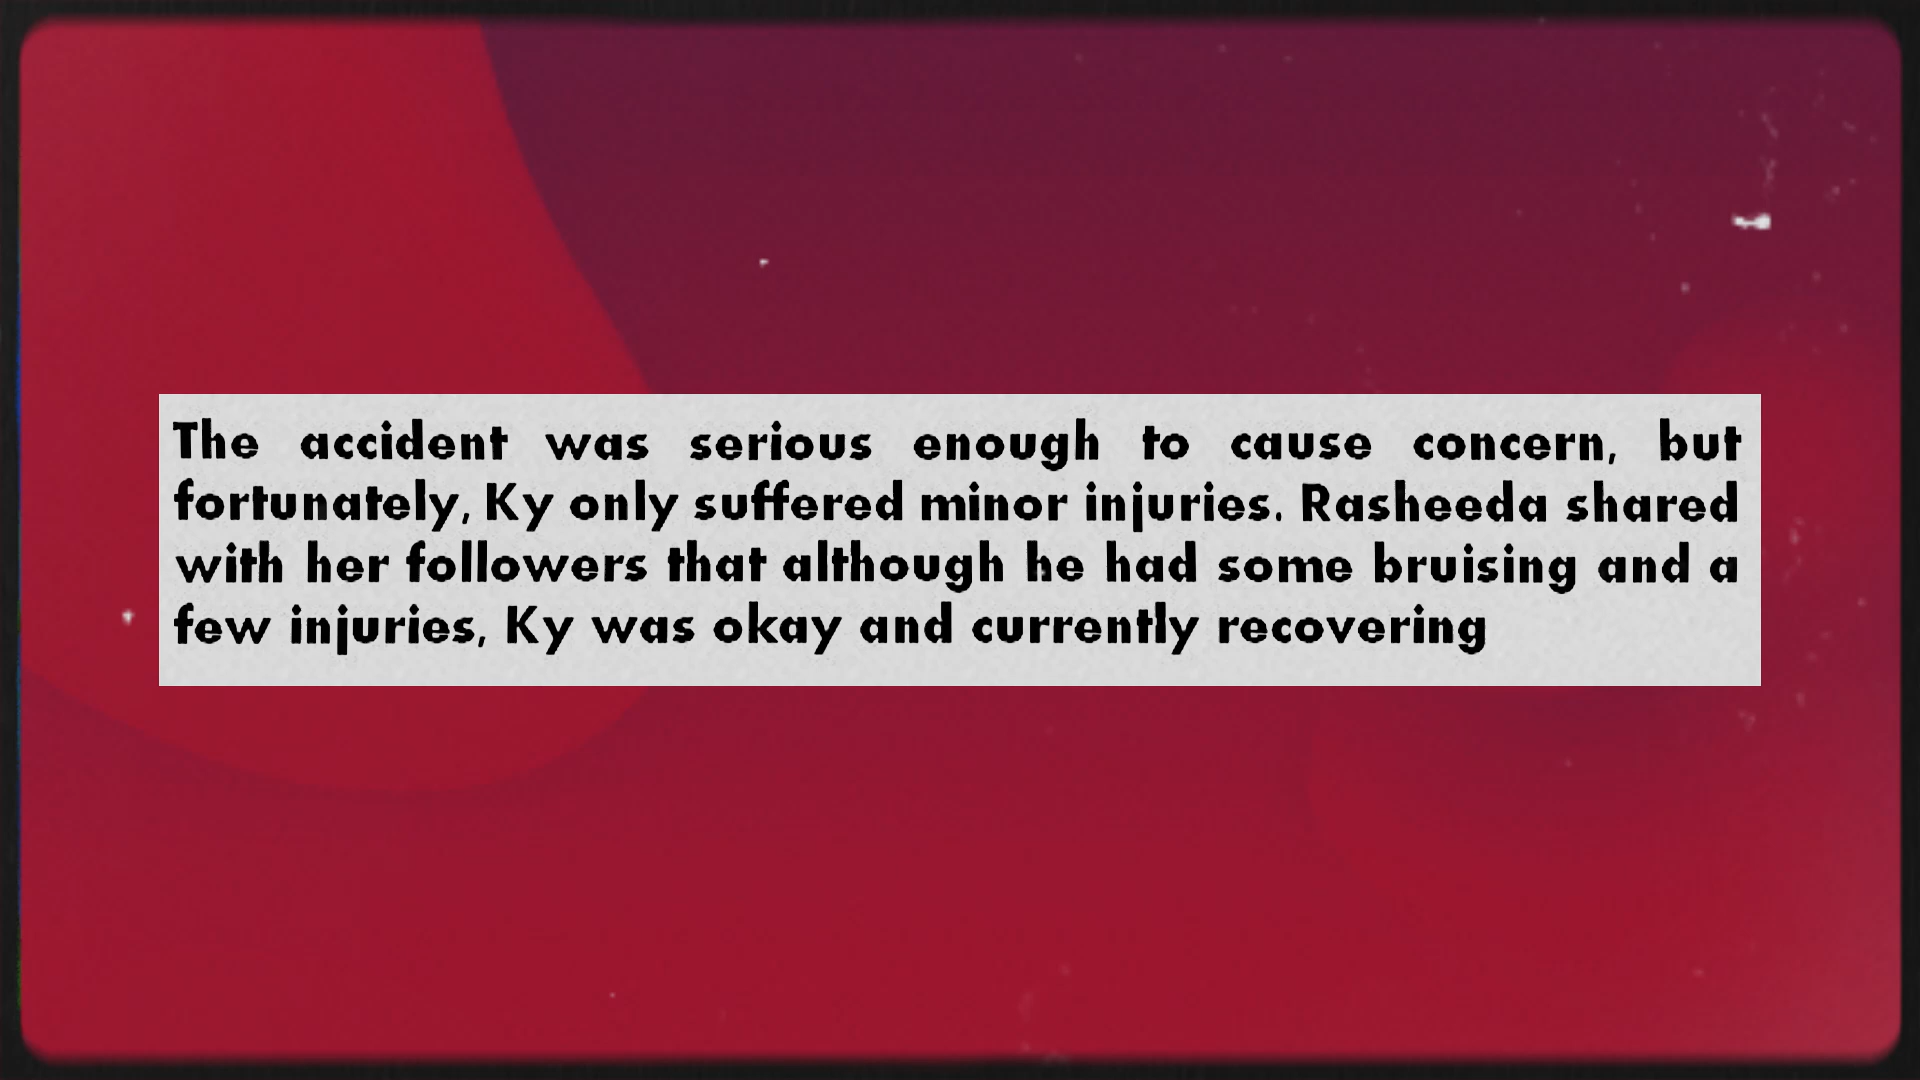 The accident was serious enough to cause concern, but
fortunately, Ky only suffered minor injuries. Rasheeda shared
with her followers that although he had some bruising and a
few injuries, Ky was okay and currently recovering